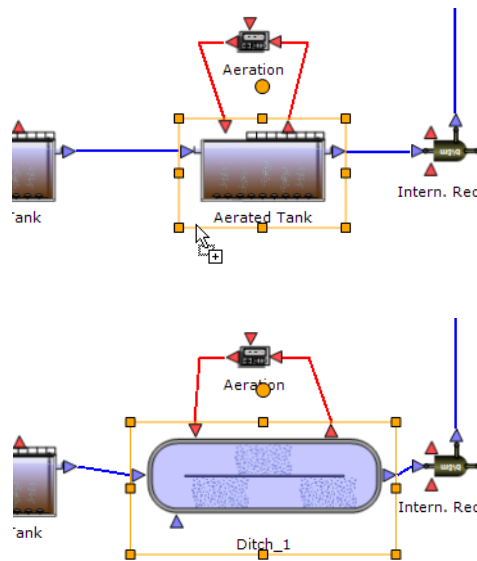 Aeration
Tank
Aerated Tank
Intern. Rec
Aeration
Tank
Ditch_1
Intern. Rec